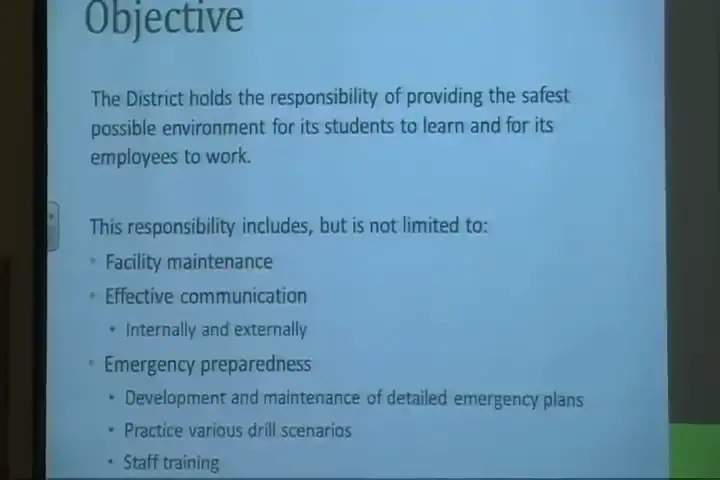 Objective
The District holds the responsibility of providing the safest
possible environment for its students to learn and for its
employees to work.
This responsibility includes, but is not limited to:
• Facility maintenance
• Effective communication
• Internally and externally
• Emergency preparedness
• Development and maintenance of detailed emergency plans
• Practice various drill scenarios
• Staff training